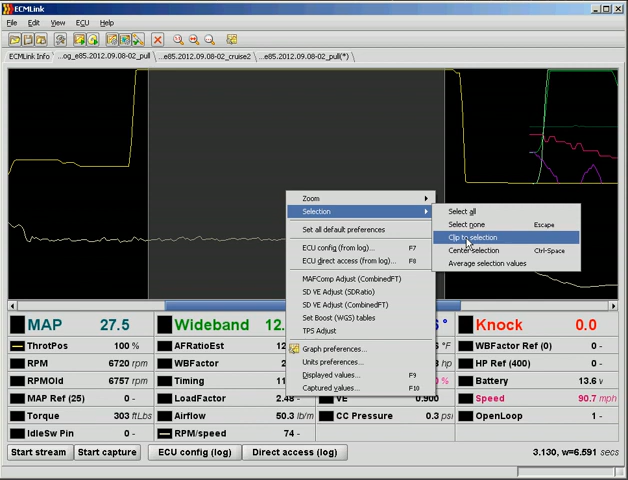 ECMLink
File Edit View ECU Help
ECMLink Info ...og_e85.2012.09.08-02_pull ...e85.2012.09.08-02_cruise2 ...e85.2012.09.08-02_pull(*)
Zoom
Selection
Set all default preferences
ECU config (from log)... F7
ECU direct access (from log)... F8
MAFComp Adjust (CombinedFT)
SD VE Adjust (SDRatio)
SD VE Adjust (CombinedFT)
Set Boost (WGS) tables
TPS Adjust
Graph preferences...
Units preferences...
Displayed values... F9
Captured values... F10
Select all
Select none Escape
Clip to selection
Center selection Ctrl-Space
Average selection values
MAP 27.5 Wideband 12. ° Knock 0.0
ThrotPos 100 % AFRatioEst 12 °F WBFactor Ref (0) 0 -
RPM 6720 rpm WBFactor 2. hp HP Ref (400) 0 -
RPMOld 6757 rpm Timing 11 % Battery 13.6 v
MAP Ref (25) 0 - LoadFactor 2.48 - VE 0.900 Speed 90.7 mph
Torque 303 ftLbs Airflow 50.3 lb/m CC Pressure 0.3 psi OpenLoop 1 -
IdleSw Pin 0 - RPM/speed 74 -
Start stream Start capture ECU config (log) Direct access (log) 3.130, w=6.591 secs